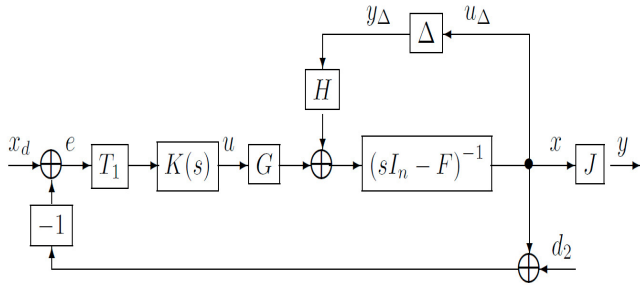 y_Δ Δ u_Δ
H
x_d e T_1 K(s) u G (sI_n − F)^{−1} x J y
−1
d_2